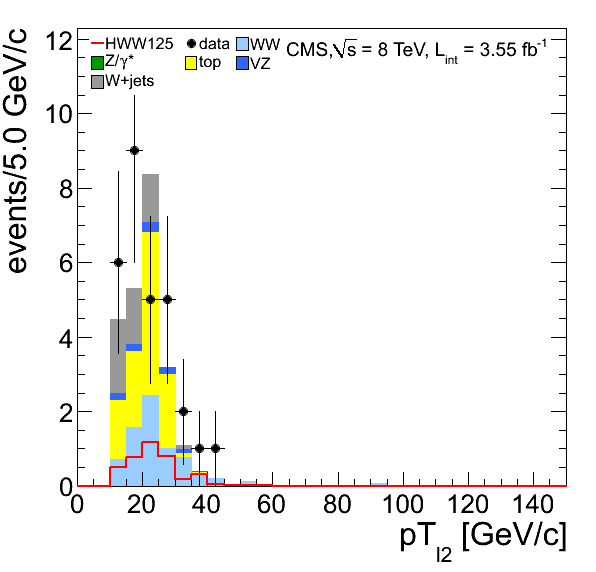 events/5.0 GeV/c
HWW125 data WW
Z/γ* top VZ
W+jets
CMS,√s = 8 TeV, L_int = 3.55 fb⁻¹
12
10
8
6
4
2
0
0 20 40 60 80 100 120 140
pT_l2 [GeV/c]